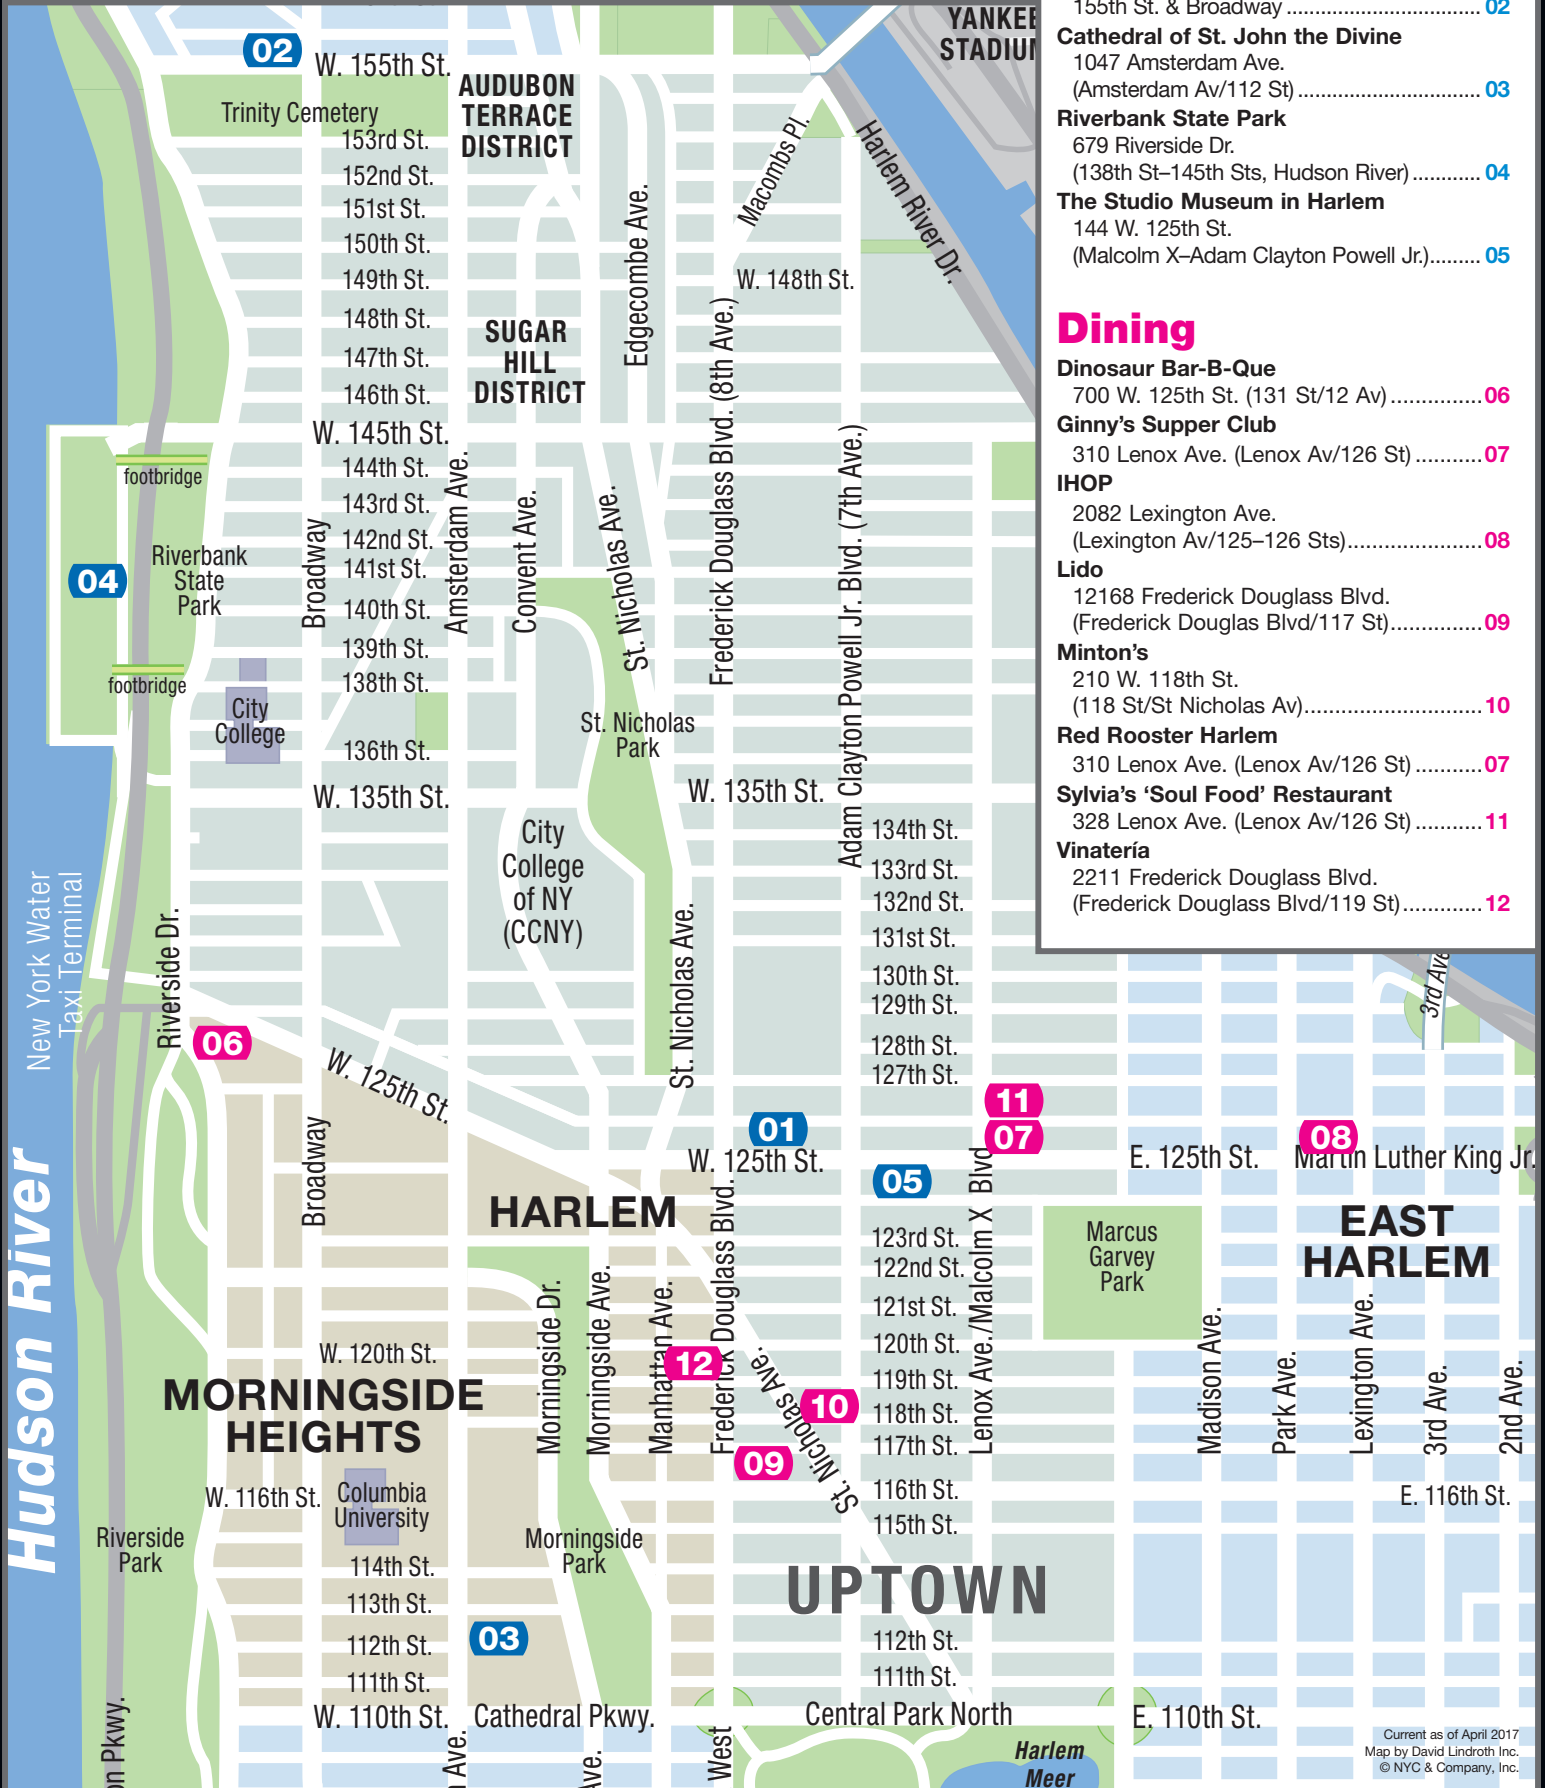 02
W. 155th St.
Trinity Cemetery
AUDUBON
TERRACE
DISTRICT
153rd St.
152nd St.
151st St.
150th St.
149th St.
148th St.
147th St.
146th St.
W. 145th St.
144th St.
143rd St.
142nd St.
141st St.
140th St.
139th St.
138th St.
136th St.
W. 135th St.
SUGAR
HILL
DISTRICT
Edgecombe Ave.
Macombs Pl.
Harlem River Dr.
W. 148th St.
Frederick Douglass Blvd. (8th Ave.)
Adam Clayton Powell Jr. Blvd. (7th Ave.)
footbridge
04
Riverbank
State
Park
footbridge
Broadway
Amsterdam Ave.
Convent Ave.
St. Nicholas Ave.
City
College
St. Nicholas
Park
W. 135th St.
City
College
of NY
(CCNY)
134th St.
133rd St.
132nd St.
131st St.
130th St.
129th St.
128th St.
127th St.
New York Water
Taxi Terminal
Riverside Dr.
St. Nicholas Ave.
06
W. 125th St.
Broadway
01
W. 125th St.
05
11
07
08
E. 125th St.
Martin Luther King Jr.
HARLEM
Hudson River
123rd St.
122nd St.
121st St.
120th St.
119th St.
118th St.
117th St.
116th St.
115th St.
Lenox Ave./Malcolm X Blvd
Marcus
Garvey
Park
EAST
HARLEM
W. 120th St.
MORNINGSIDE
HEIGHTS
Morningside Dr.
Morningside Ave.
Manhattan Ave.
Frederick Douglass Blvd.
12
St. Nicholas Ave.
10
09
Madison Ave.
Park Ave.
Lexington Ave.
3rd Ave.
2nd Ave.
3rd Ave
W. 116th St.
Columbia
University
E. 116th St.
Riverside
Park
Morningside
Park
114th St.
113th St.
112th St.
111th St.
W. 110th St.
03
UPTOWN
112th St.
111th St.
Cathedral Pkwy.
Central Park North
E. 110th St.
on Pkwy.
Ave.
Ave.
West
Harlem
Meer
YANKEE
STADIUM
155th St. & Broadway ................................ 02
Cathedral of St. John the Divine
1047 Amsterdam Ave.
(Amsterdam Av/112 St) ................................ 03
Riverbank State Park
679 Riverside Dr.
(138th St–145th Sts, Hudson River) ............ 04
The Studio Museum in Harlem
144 W. 125th St.
(Malcolm X–Adam Clayton Powell Jr.)......... 05
Dining
Dinosaur Bar-B-Que
700 W. 125th St. (131 St/12 Av) ................ 06
Ginny’s Supper Club
310 Lenox Ave. (Lenox Av/126 St) ........... 07
IHOP
2082 Lexington Ave.
(Lexington Av/125–126 Sts)....................... 08
Lido
12168 Frederick Douglass Blvd.
(Frederick Douglas Blvd/117 St)................ 09
Minton’s
210 W. 118th St.
(118 St/St Nicholas Av).............................. 10
Red Rooster Harlem
310 Lenox Ave. (Lenox Av/126 St) ........... 07
Sylvia’s ‘Soul Food’ Restaurant
328 Lenox Ave. (Lenox Av/126 St) ........... 11
Vinatería
2211 Frederick Douglass Blvd.
(Frederick Douglass Blvd/119 St) ............. 12
Current as of April 2017
Map by David Lindroth Inc.
© NYC & Company, Inc.